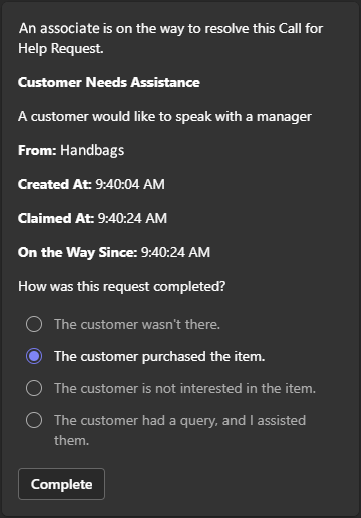 An associate is on the way to resolve this Call for
Help Request.
Customer Needs Assistance
A customer would like to speak with a manager
From: Handbags
Created At: 9:40:04 AM
Claimed At: 9:40:24 AM
On the Way Since: 9:40:24 AM
How was this request completed?
The customer wasn't there.
The customer purchased the item.
The customer is not interested in the item.
The customer had a query, and I assisted
them.
Complete